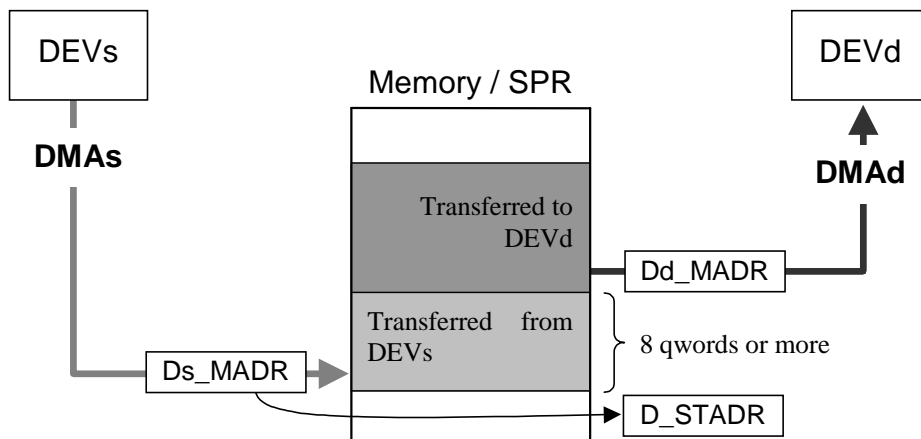 DEVs
DEVd
Memory / SPR
DMAs
DMAd
Transferred to
DEVd
Dd_MADR
Transferred from
DEVs
8 qwords or more
Ds_MADR
D_STADR